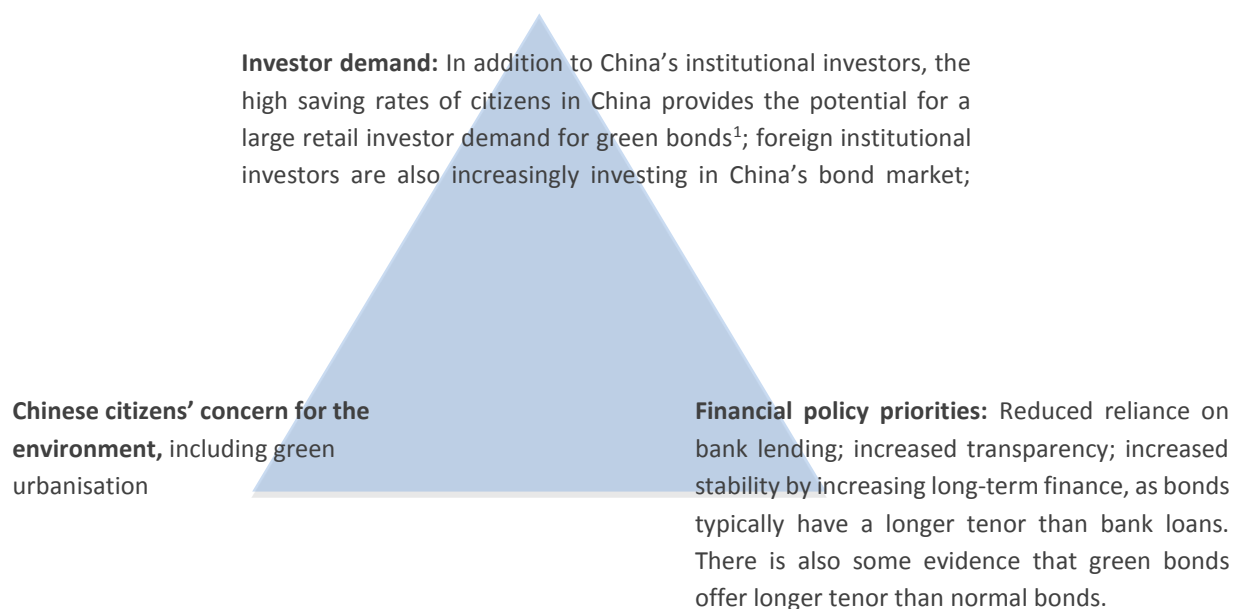 Investor demand: In addition to China’s institutional investors, the
high saving rates of citizens in China provides the potential for a
large retail investor demand for green bonds¹; foreign institutional
investors are also increasingly investing in China’s bond market;
Chinese citizens’ concern for the
environment, including green
urbanisation
Financial policy priorities: Reduced reliance on
bank lending; increased transparency; increased
stability by increasing long-term finance, as bonds
typically have a longer tenor than bank loans.
There is also some evidence that green bonds
offer longer tenor than normal bonds.